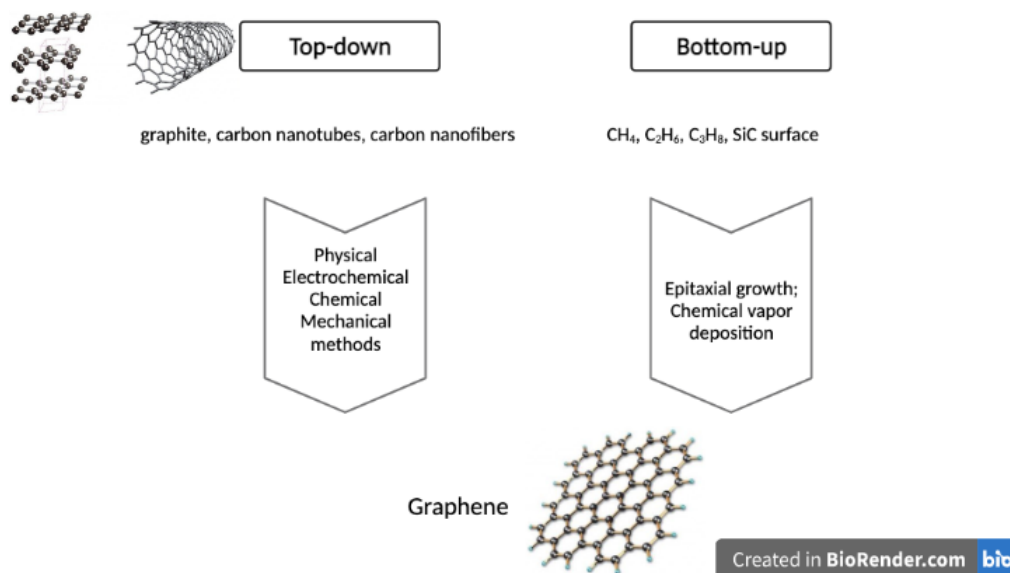 Top-down
Bottom-up
graphite, carbon nanotubes, carbon nanofibers
CH₄, C₂H₆, C₃H₈, SiC surface
Physical
Electrochemical
Chemical
Mechanical
methods
Epitaxial growth;
Chemical vapor
deposition
Graphene
Created in BioRender.com
bio